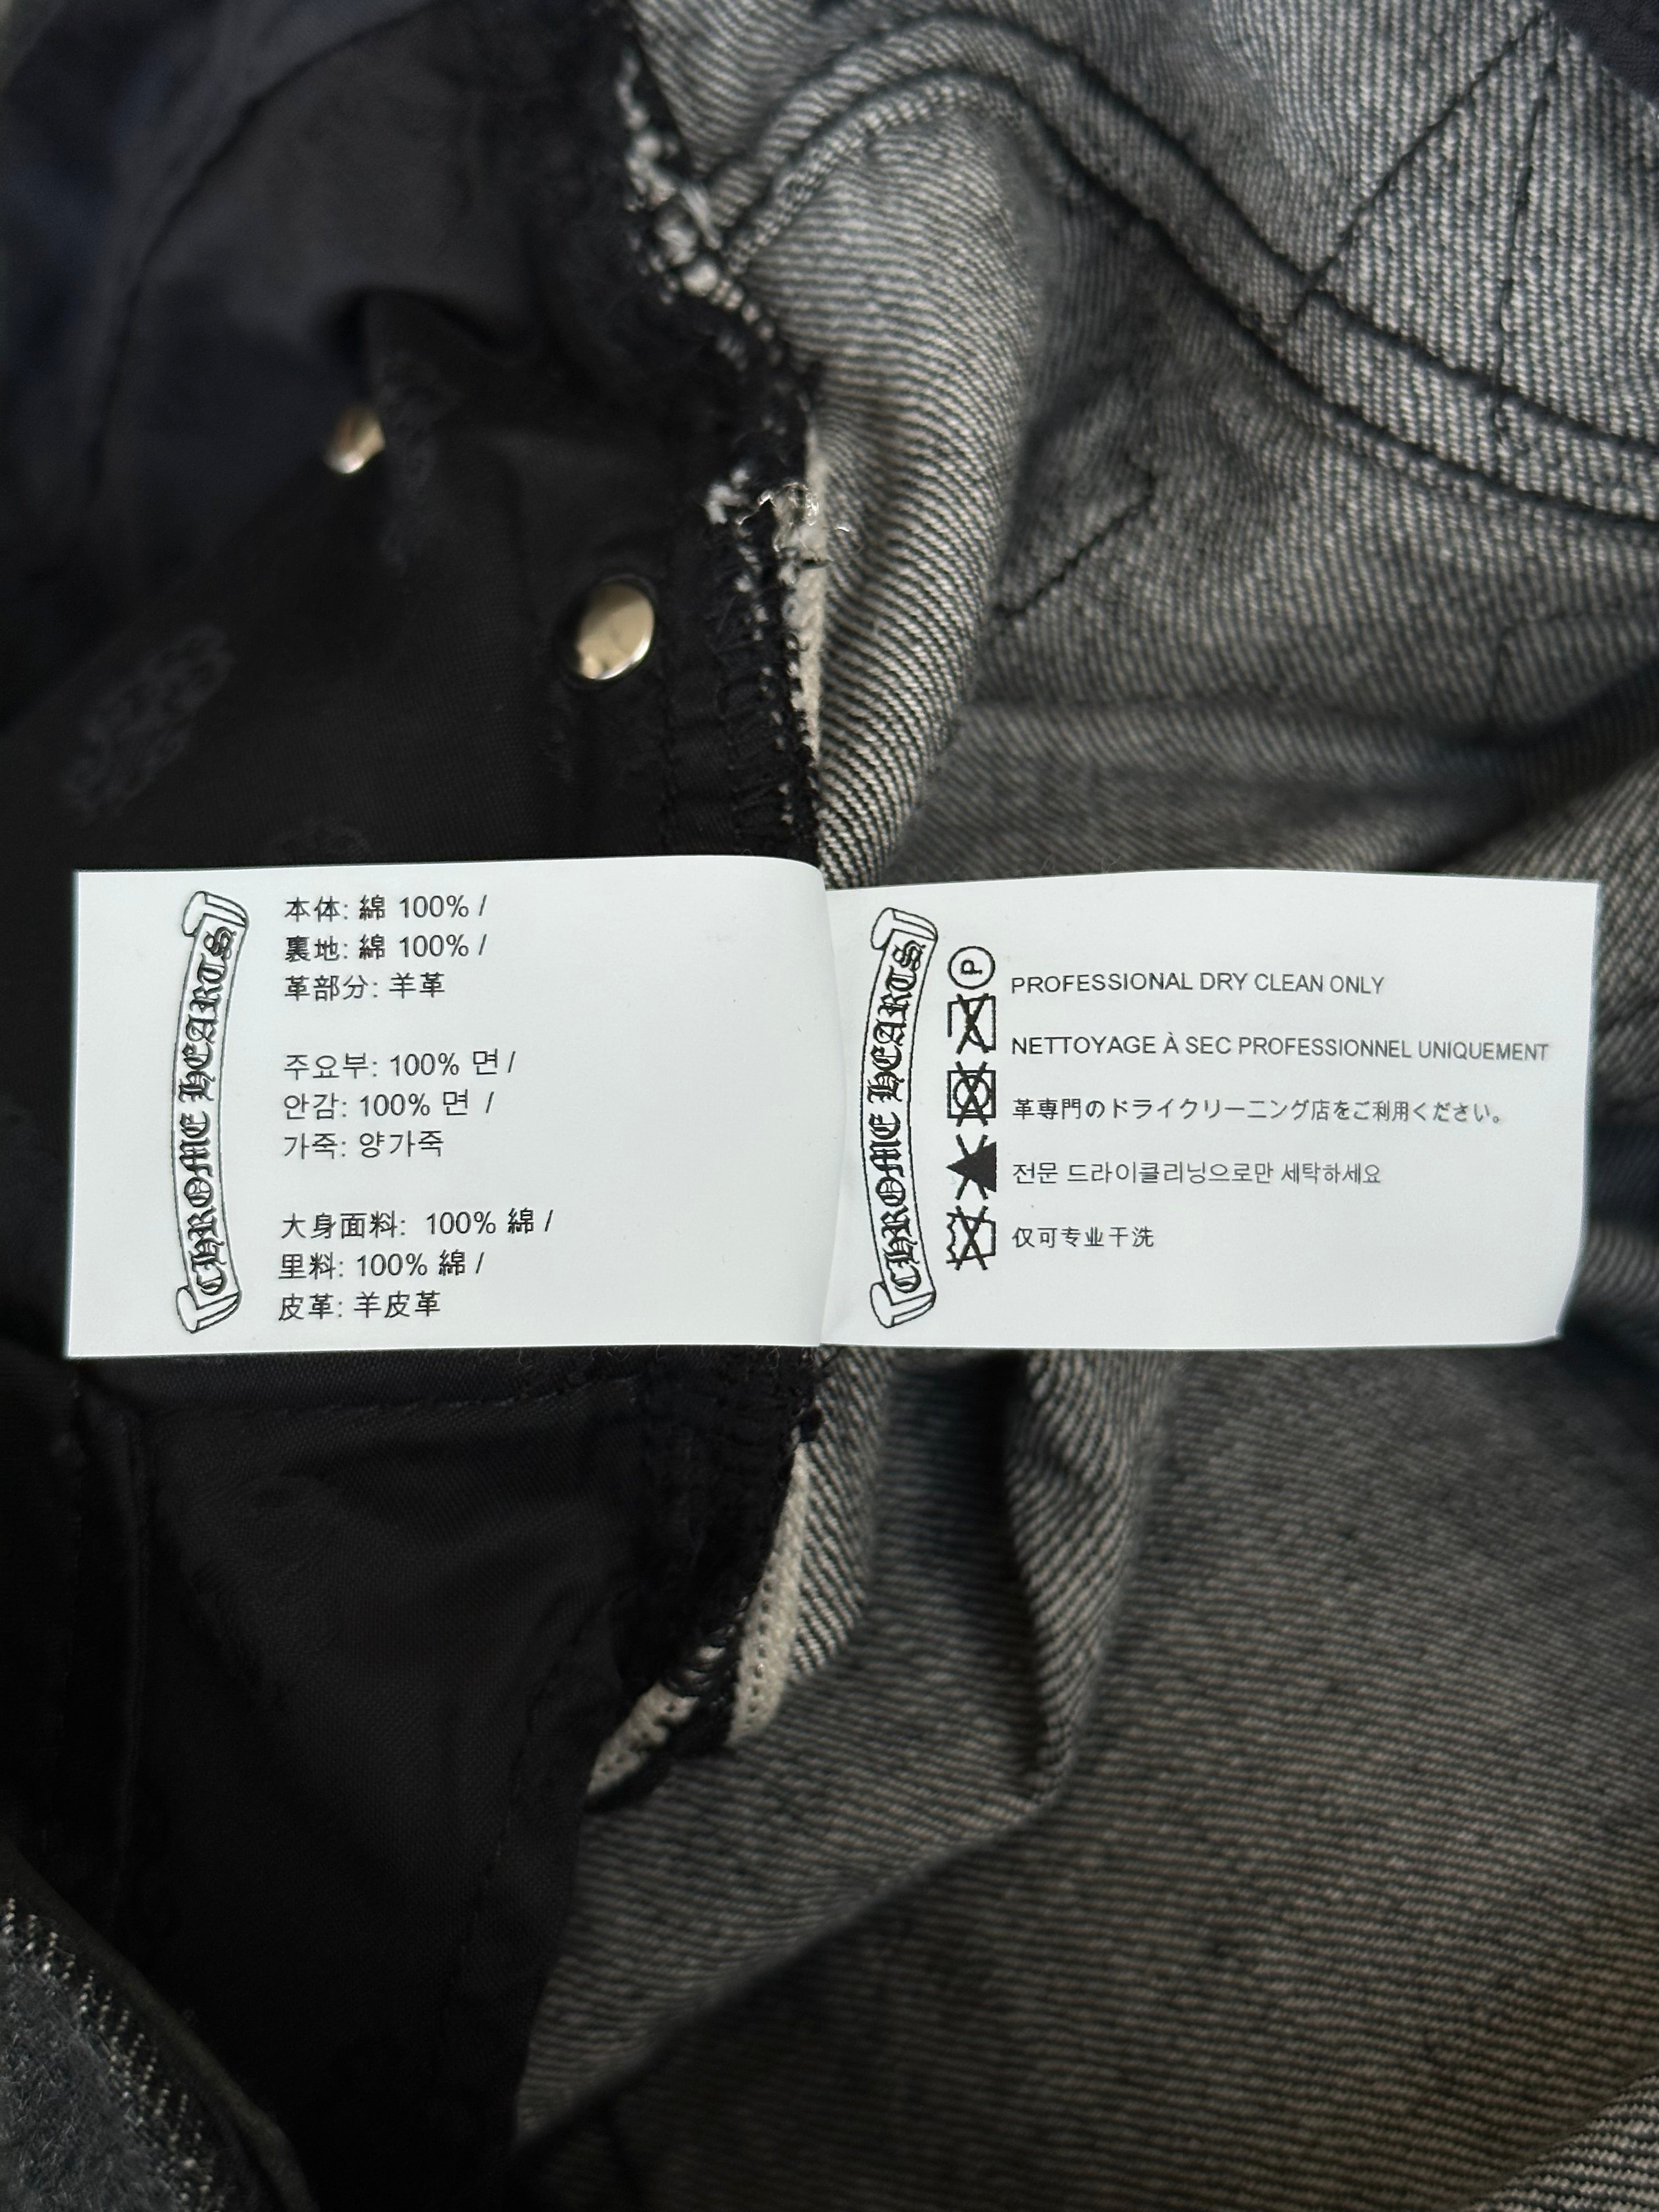 CHROME HEARTS
本体: 綿 100% /
裏地: 綿 100% /
革部分: 羊革
주요부: 100% 면 /
안감: 100% 면 /
가죽: 양가죽
大身面料: 100% 綿 /
里料: 100% 綿 /
皮革: 羊皮革
CHROME HEARTS
P
PROFESSIONAL DRY CLEAN ONLY
NETTOYAGE À SEC PROFESSIONNEL UNIQUEMENT
革専門のドライクリーニング店をご利用ください。
전문 드라이클리닝으로만 세탁하세요
仅可专业干洗